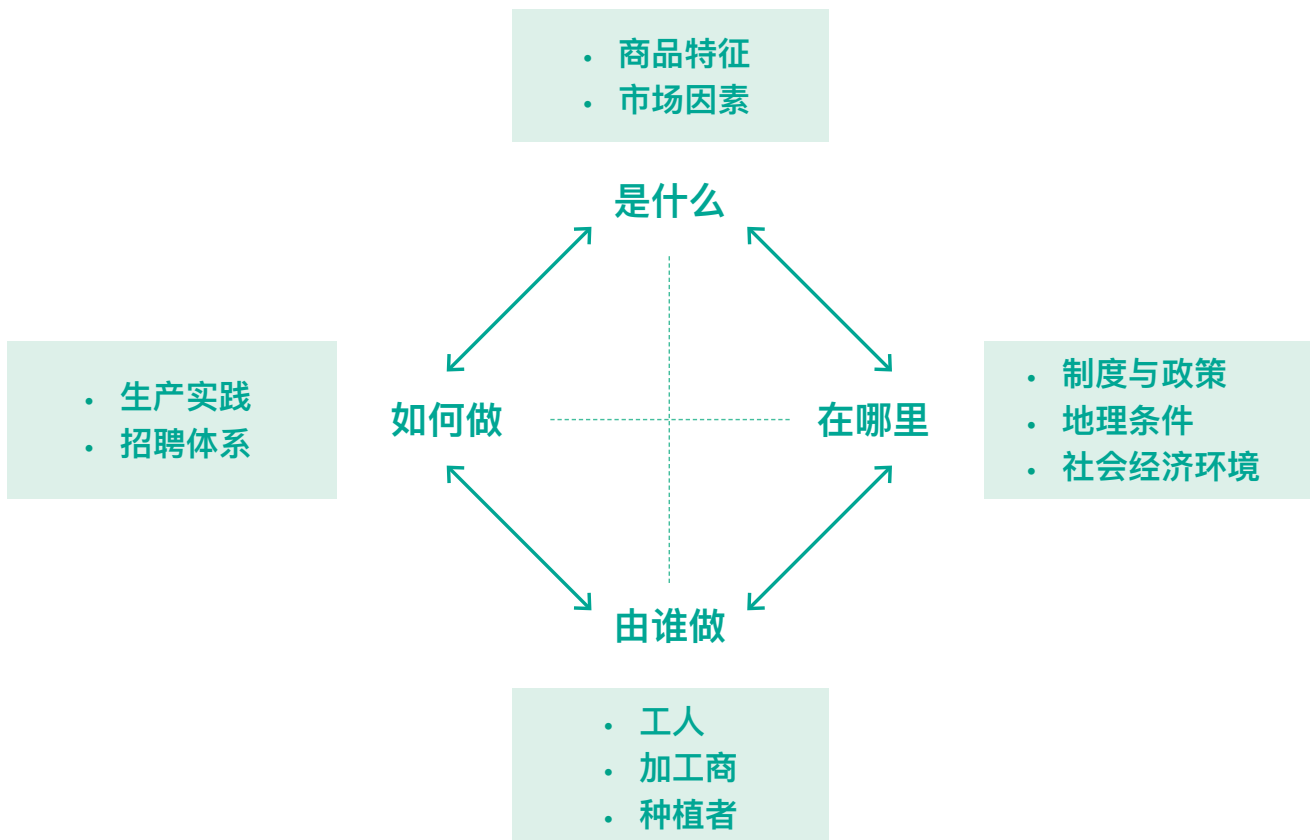 • 商品特征
• 市场因素
是什么
• 生产实践
• 招聘体系
如何做
在哪里
• 制度与政策
• 地理条件
• 社会经济环境
由谁做
• 工人
• 加工商
• 种植者